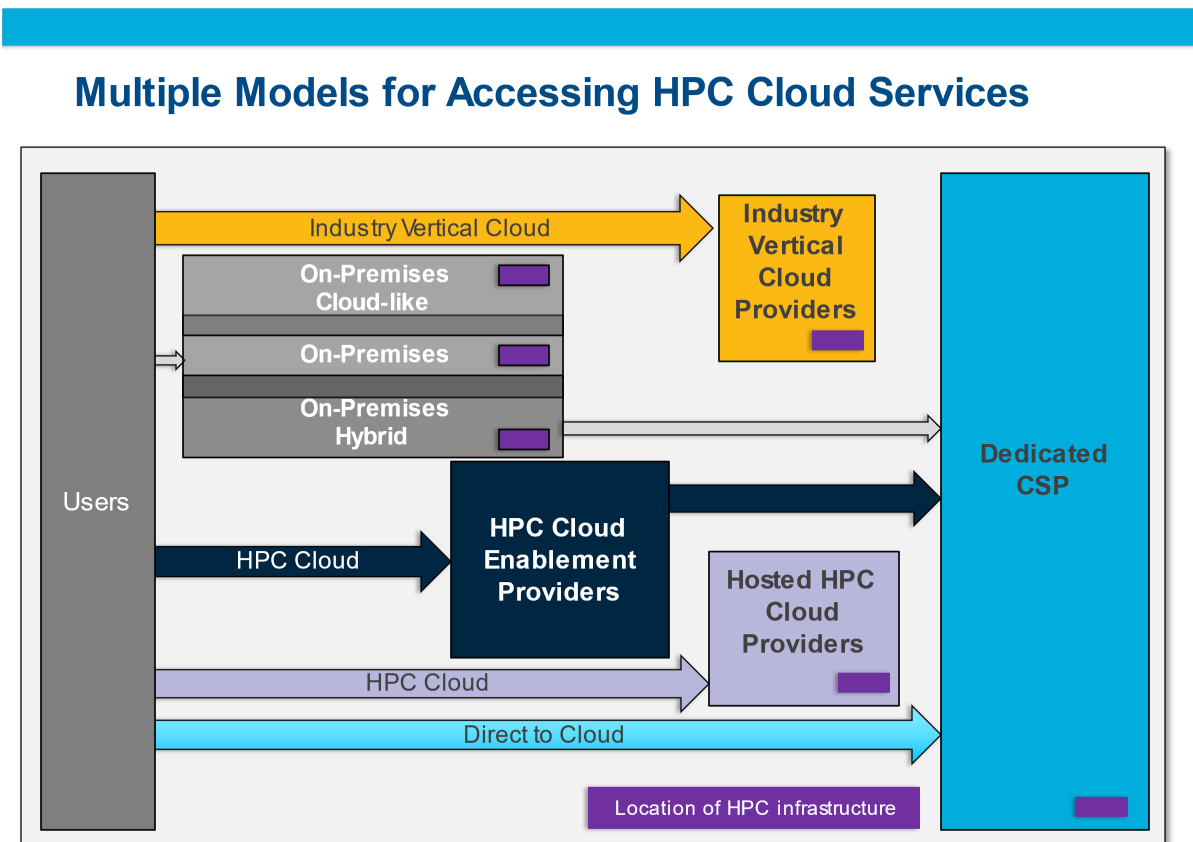 Multiple Models for Accessing HPC Cloud Services
Industry Vertical Cloud
Industry
Vertical
Cloud
Providers
On-Premises
Cloud-like
On-Premises
On-Premises
Hybrid
Users
Dedicated
CSP
HPC Cloud
HPC Cloud
Enablement
Providers
Hosted HPC
Cloud
Providers
HPC Cloud
Direct to Cloud
Location of HPC infrastructure